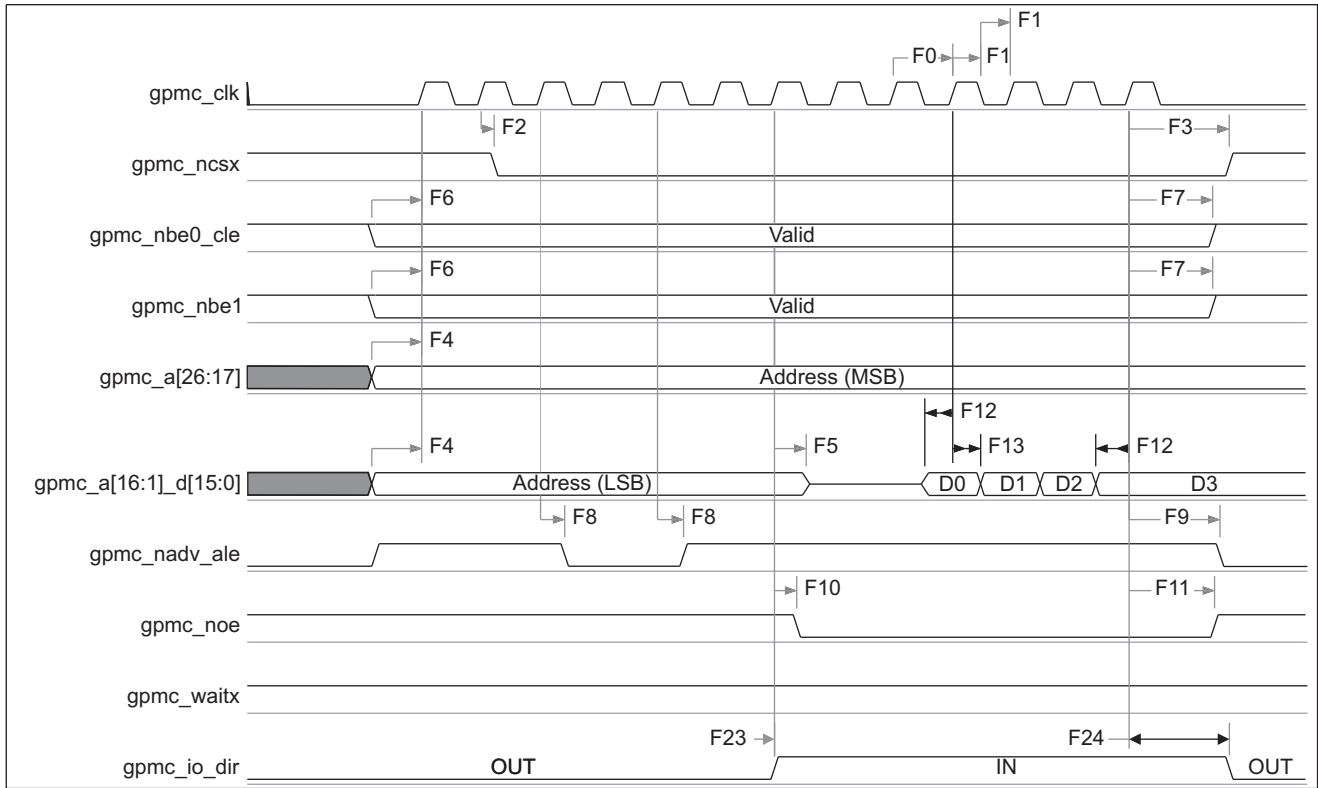 F1
F0 F1
gpmc_clk
F2 F3
gpmc_ncsx
F6 F7
gpmc_nbe0_cle Valid
F6 F7
gpmc_nbe1 Valid
F4
gpmc_a[26:17] Address (MSB)
F12
F4 F5 F13 F12
gpmc_a[16:1]_d[15:0] Address (LSB) D0 D1 D2 D3
F8 F8 F9
gpmc_nadv_ale
F10 F11
gpmc_noe
gpmc_waitx
F23 F24
gpmc_io_dir OUT IN OUT